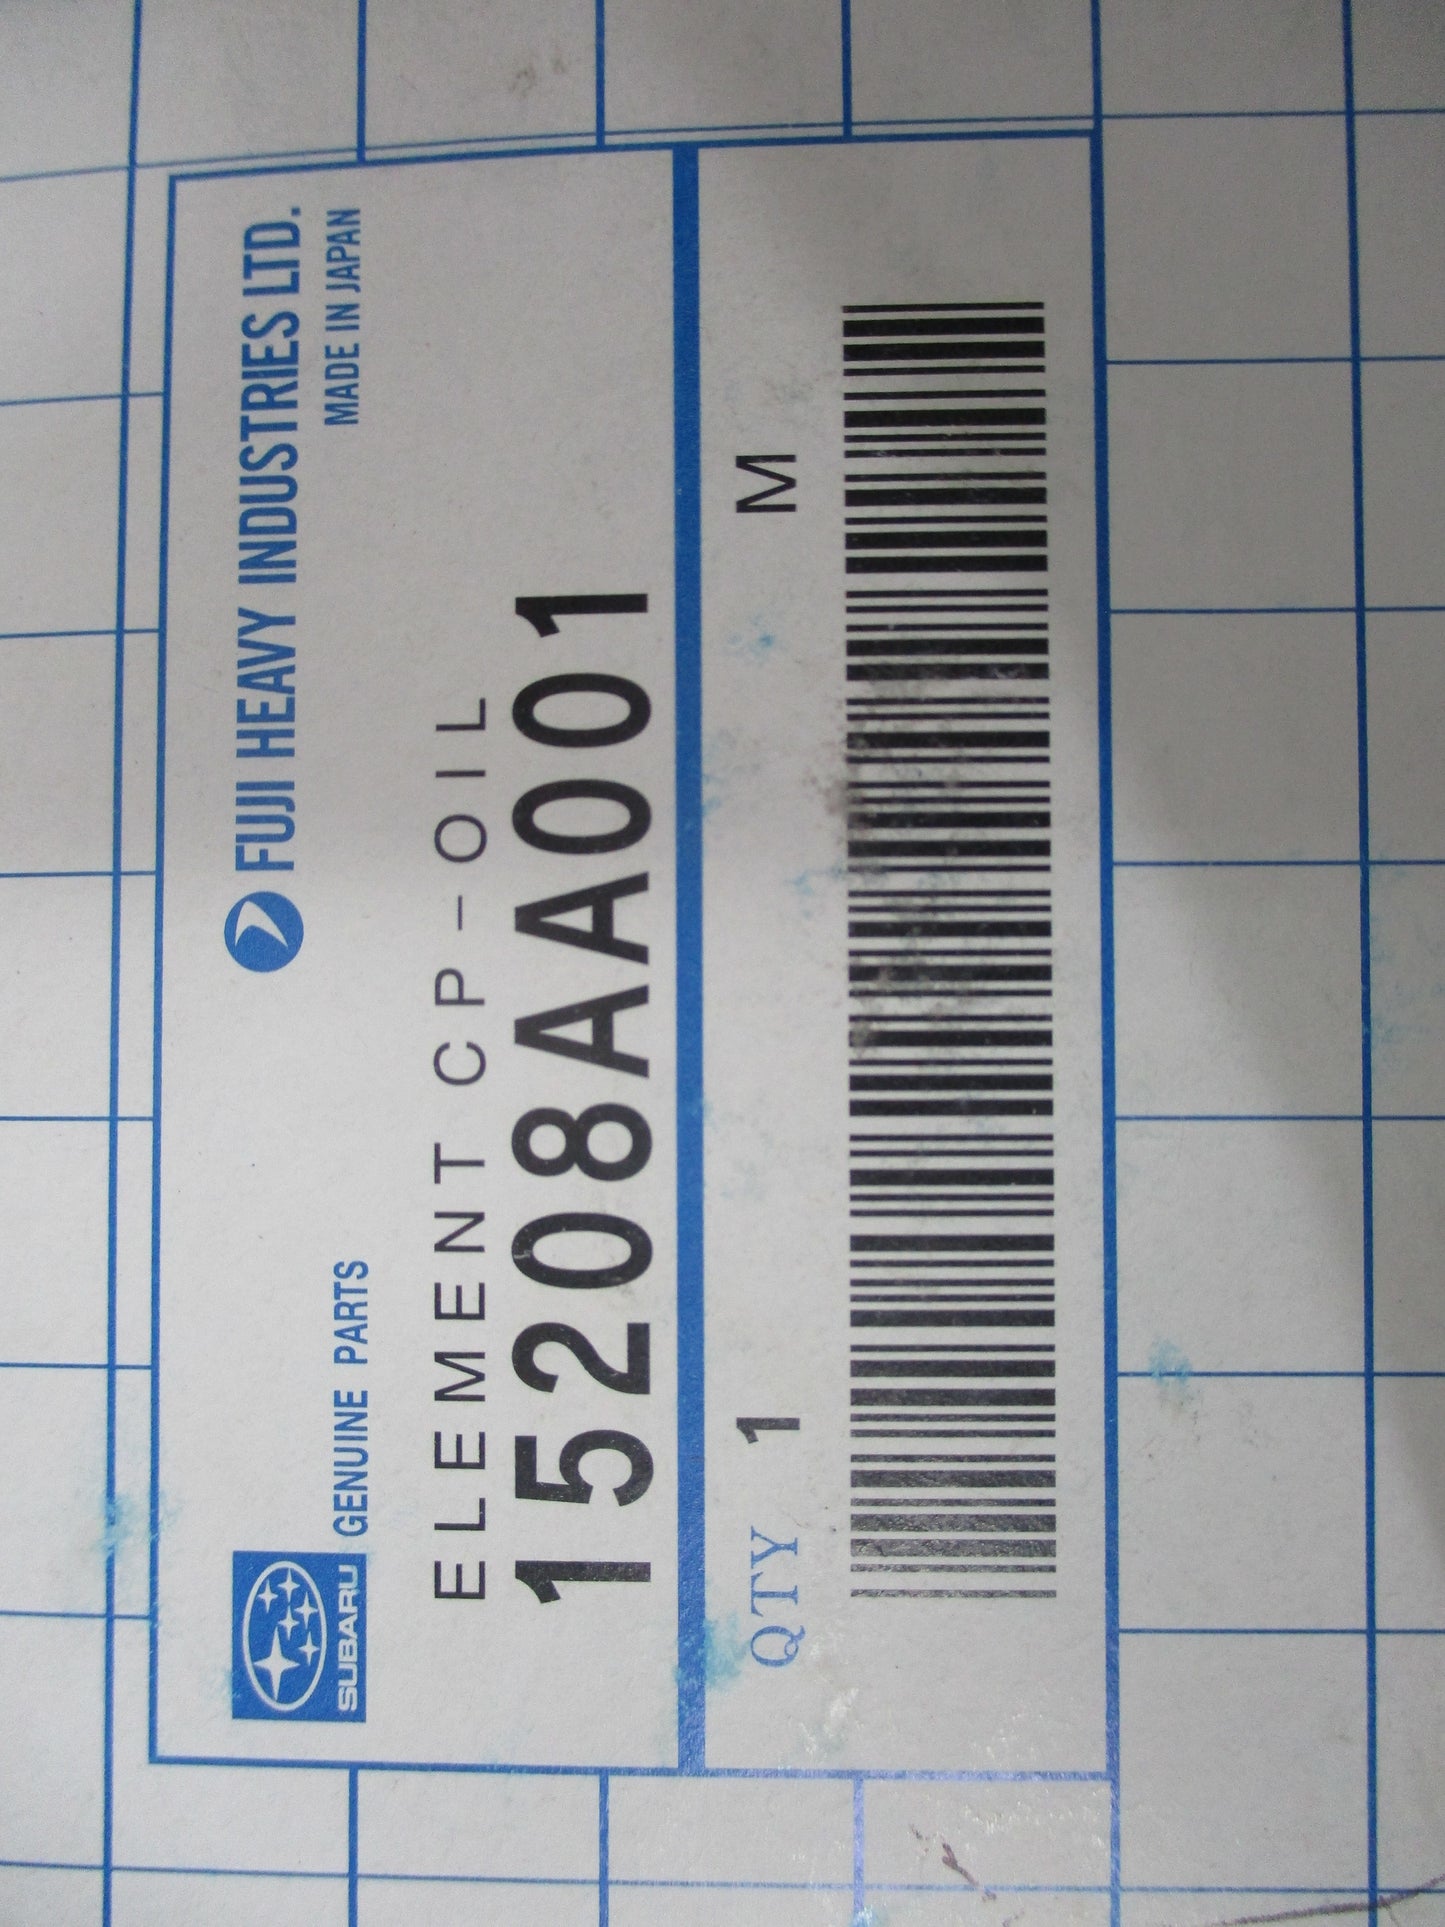 SUBARU
GENUINE PARTS
FUJI HEAVY INDUSTRIES LTD.
MADE IN JAPAN
ELEMENT CP-OIL
15208AA001
QTY 1 M